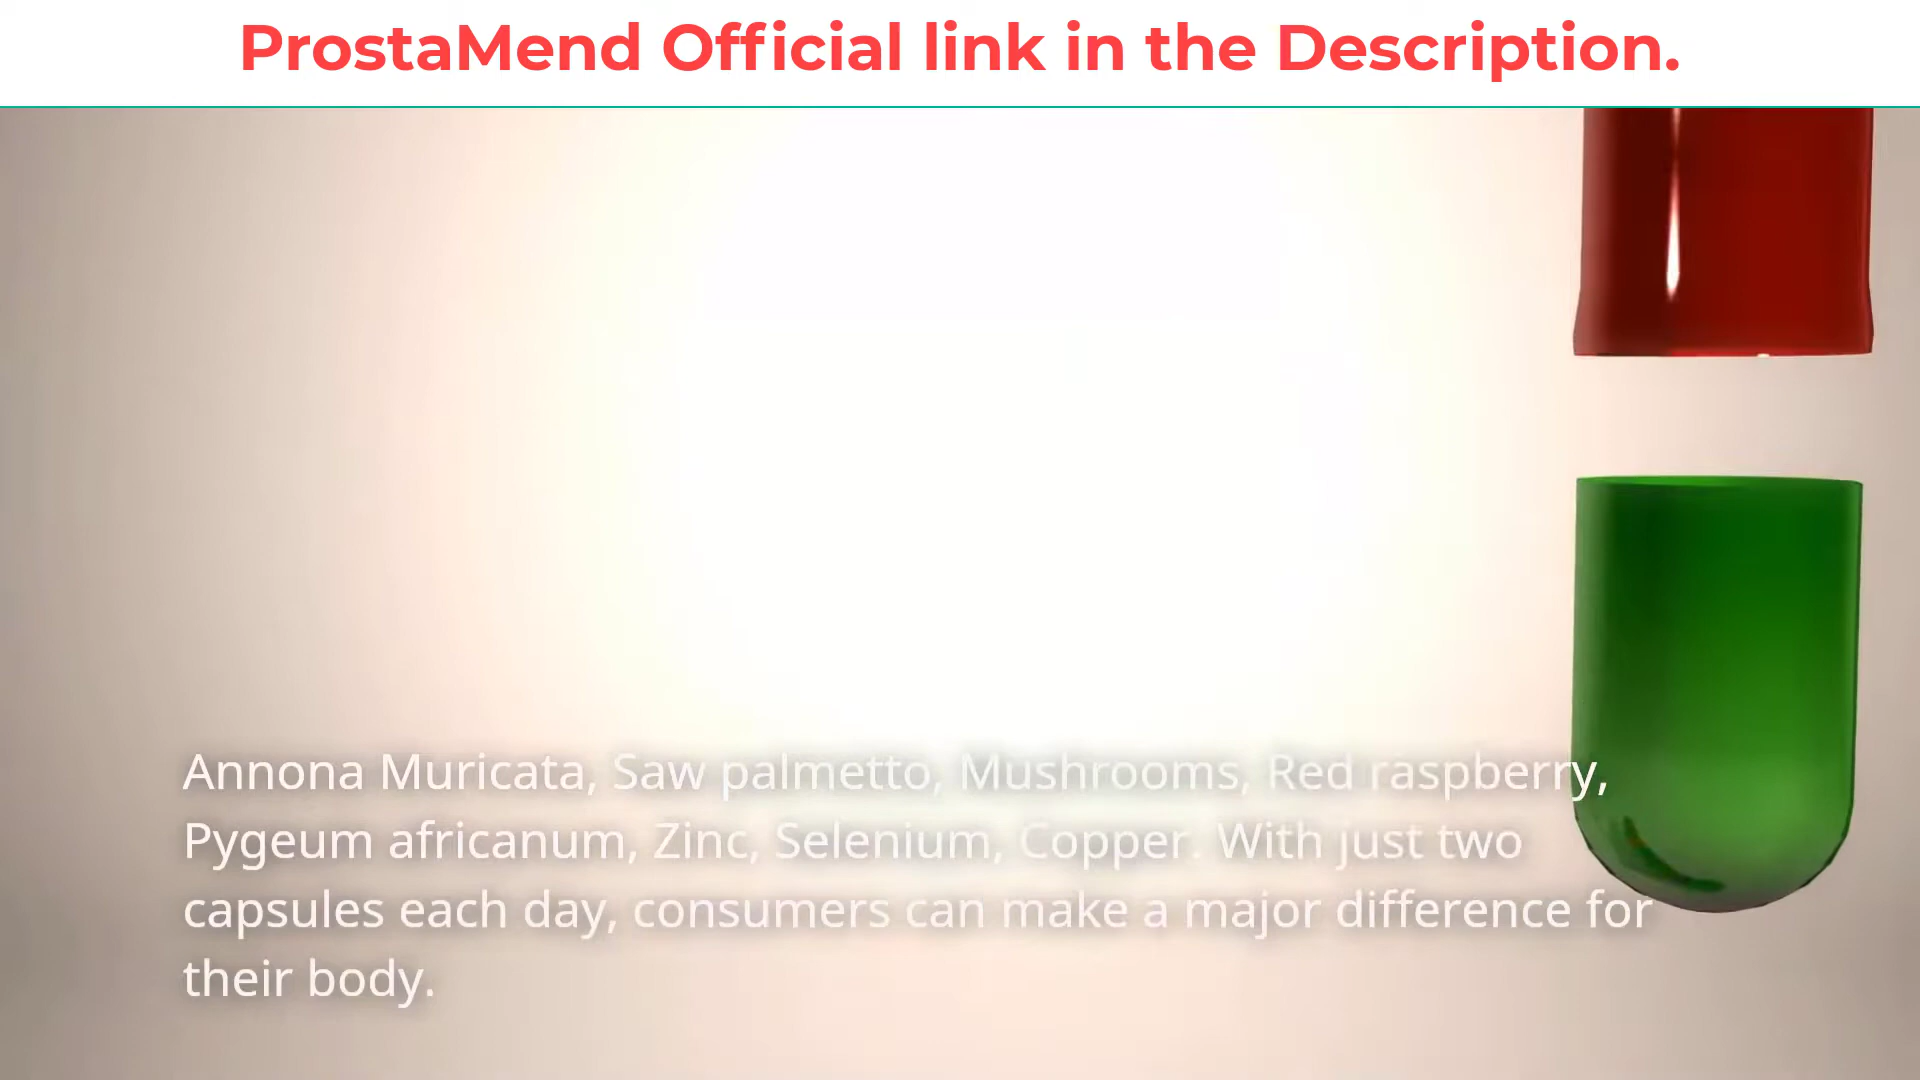 ProstaMend Official link in the Description.
Annona Muricata, Saw palmetto, Mushrooms, Red raspberry,
Pygeum africanum, Zinc, Selenium, Copper. With just two
capsules each day, consumers can make a major difference for
their body.